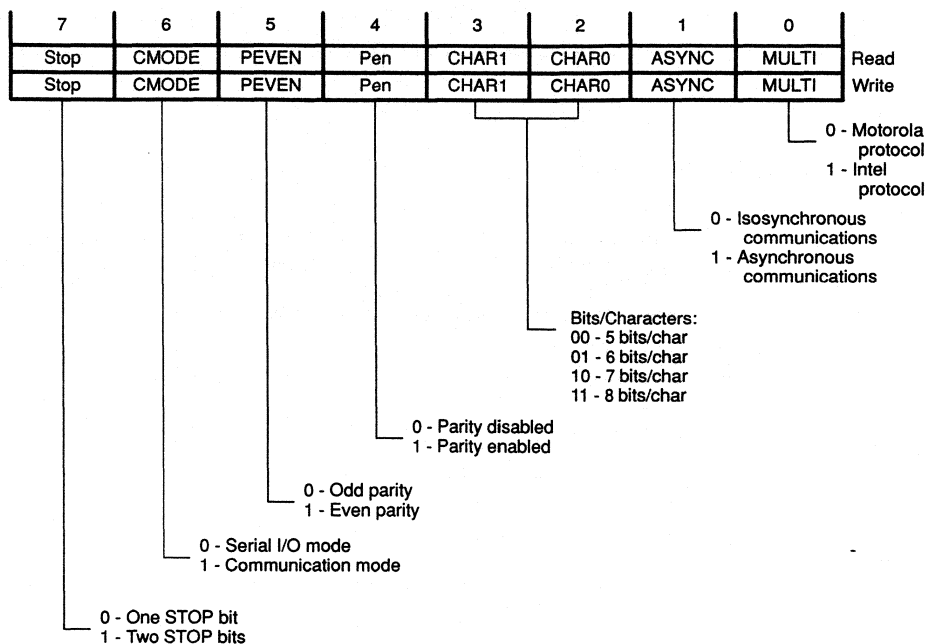 7 6 5 4 3 2 1 0
Stop CMODE PEVEN Pen CHAR1 CHAR0 ASYNC MULTI Read
Stop CMODE PEVEN Pen CHAR1 CHAR0 ASYNC MULTI Write
0 - Motorola
protocol
1 - Intel
protocol
0 - Isosynchronous
communications
1 - Asynchronous
communications
Bits/Characters:
00 - 5 bits/char
01 - 6 bits/char
10 - 7 bits/char
11 - 8 bits/char
0 - Parity disabled
1 - Parity enabled
0 - Odd parity
1 - Even parity
0 - Serial I/O mode
1 - Communication mode
0 - One STOP bit
1 - Two STOP bits